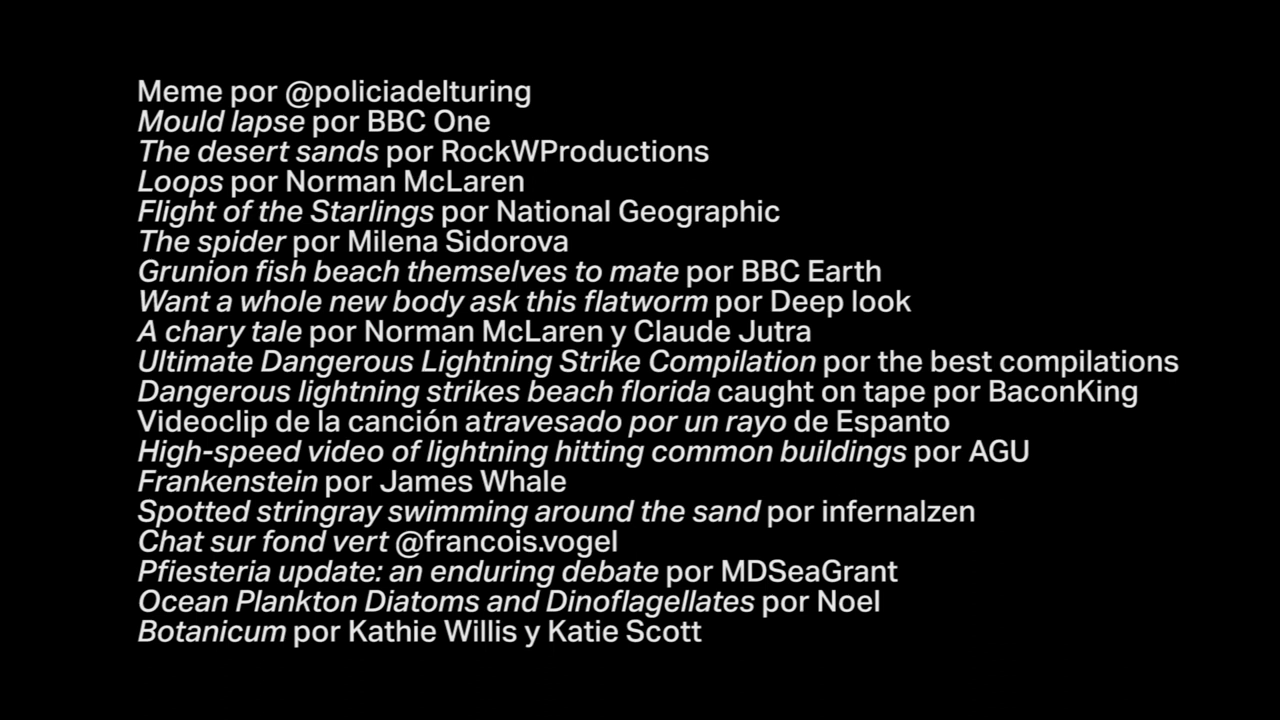 Meme por @policiadelturing
Mould lapse por BBC One
The desert sands por RockWProductions
Loops por Norman McLaren
Flight of the Starlings por National Geographic
The spider por Milena Sidorova
Grunion fish beach themselves to mate por BBC Earth
Want a whole new body ask this flatworm por Deep look
A chary tale por Norman McLaren y Claude Jutra
Ultimate Dangerous Lightning Strike Compilation por the best compilations
Dangerous lightning strikes beach florida caught on tape por BaconKing
Videoclip de la canción atravesado por un rayo de Espanto
High-speed video of lightning hitting common buildings por AGU
Frankenstein por James Whale
Spotted stringray swimming around the sand por infernalzen
Chat sur fond vert @francois.vogel
Pfiesteria update: an enduring debate por MDSeaGrant
Ocean Plankton Diatoms and Dinoflagellates por Noel
Botanicum por Kathie Willis y Katie Scott